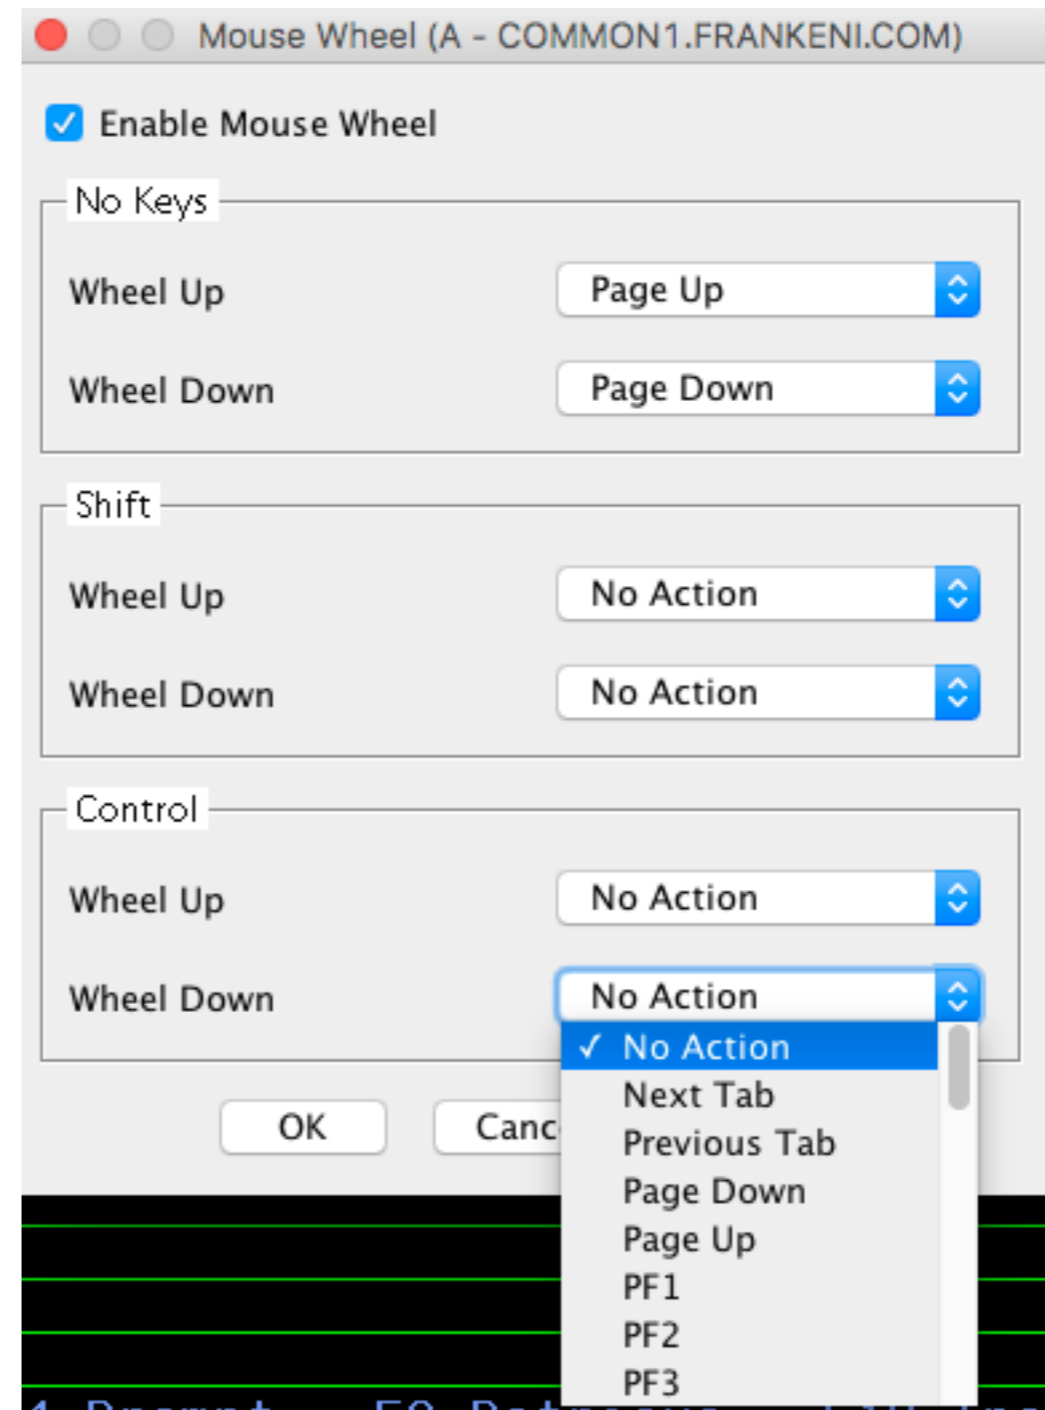 Mouse Wheel (A - COMMON1.FRANKENI.COM)
Enable Mouse Wheel
No Keys
Wheel Up Page Up
Wheel Down Page Down
Shift
Wheel Up No Action
Wheel Down No Action
Control
Wheel Up No Action
Wheel Down No Action
✓ No Action
Next Tab
Previous Tab
OK Canc
Page Down
Page Up
PF1
PF2
PF3